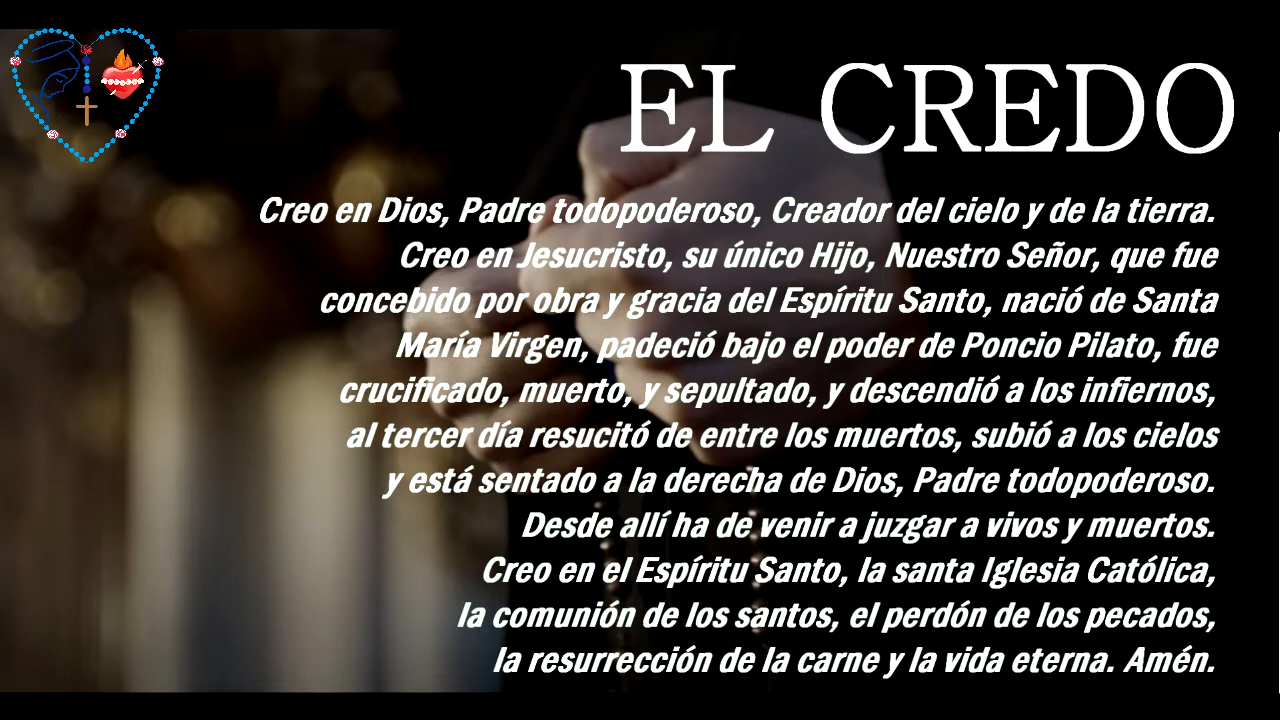 EL CREDO
Creo en Dios, Padre todopoderoso, Creador del cielo y de la tierra.
Creo en Jesucristo, su único Hijo, Nuestro Señor, que fue
concebido por obra y gracia del Espíritu Santo, nació de Santa
María Virgen, padeció bajo el poder de Poncio Pilato, fue
crucificado, muerto, y sepultado, y descendió a los infiernos,
al tercer día resucitó de entre los muertos, subió a los cielos
y está sentado a la derecha de Dios, Padre todopoderoso.
Desde allí ha de venir a juzgar a vivos y muertos.
Creo en el Espíritu Santo, la santa Iglesia Católica,
la comunión de los santos, el perdón de los pecados,
la resurrección de la carne y la vida eterna. Amén.